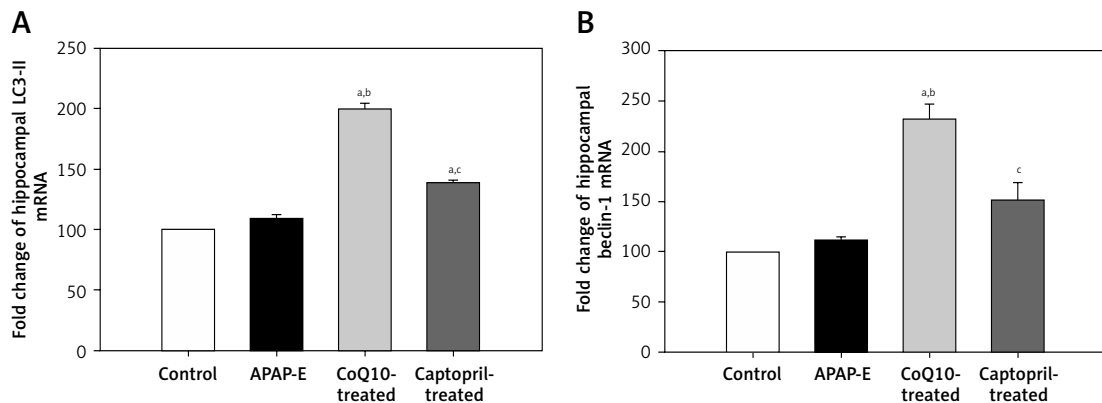 A
Fold change of hippocampal LC3-II
mRNA
250
200
150
100
50
0
a,b
a,c
Control
APAP-E
CoQ10-
treated
Captopril-
treated
B
Fold change of hippocampal
beclin-1 mRNA
300
250
200
150
100
50
0
a,b
c
Control
APAP-E
CoQ10-
treated
Captopril-
treated